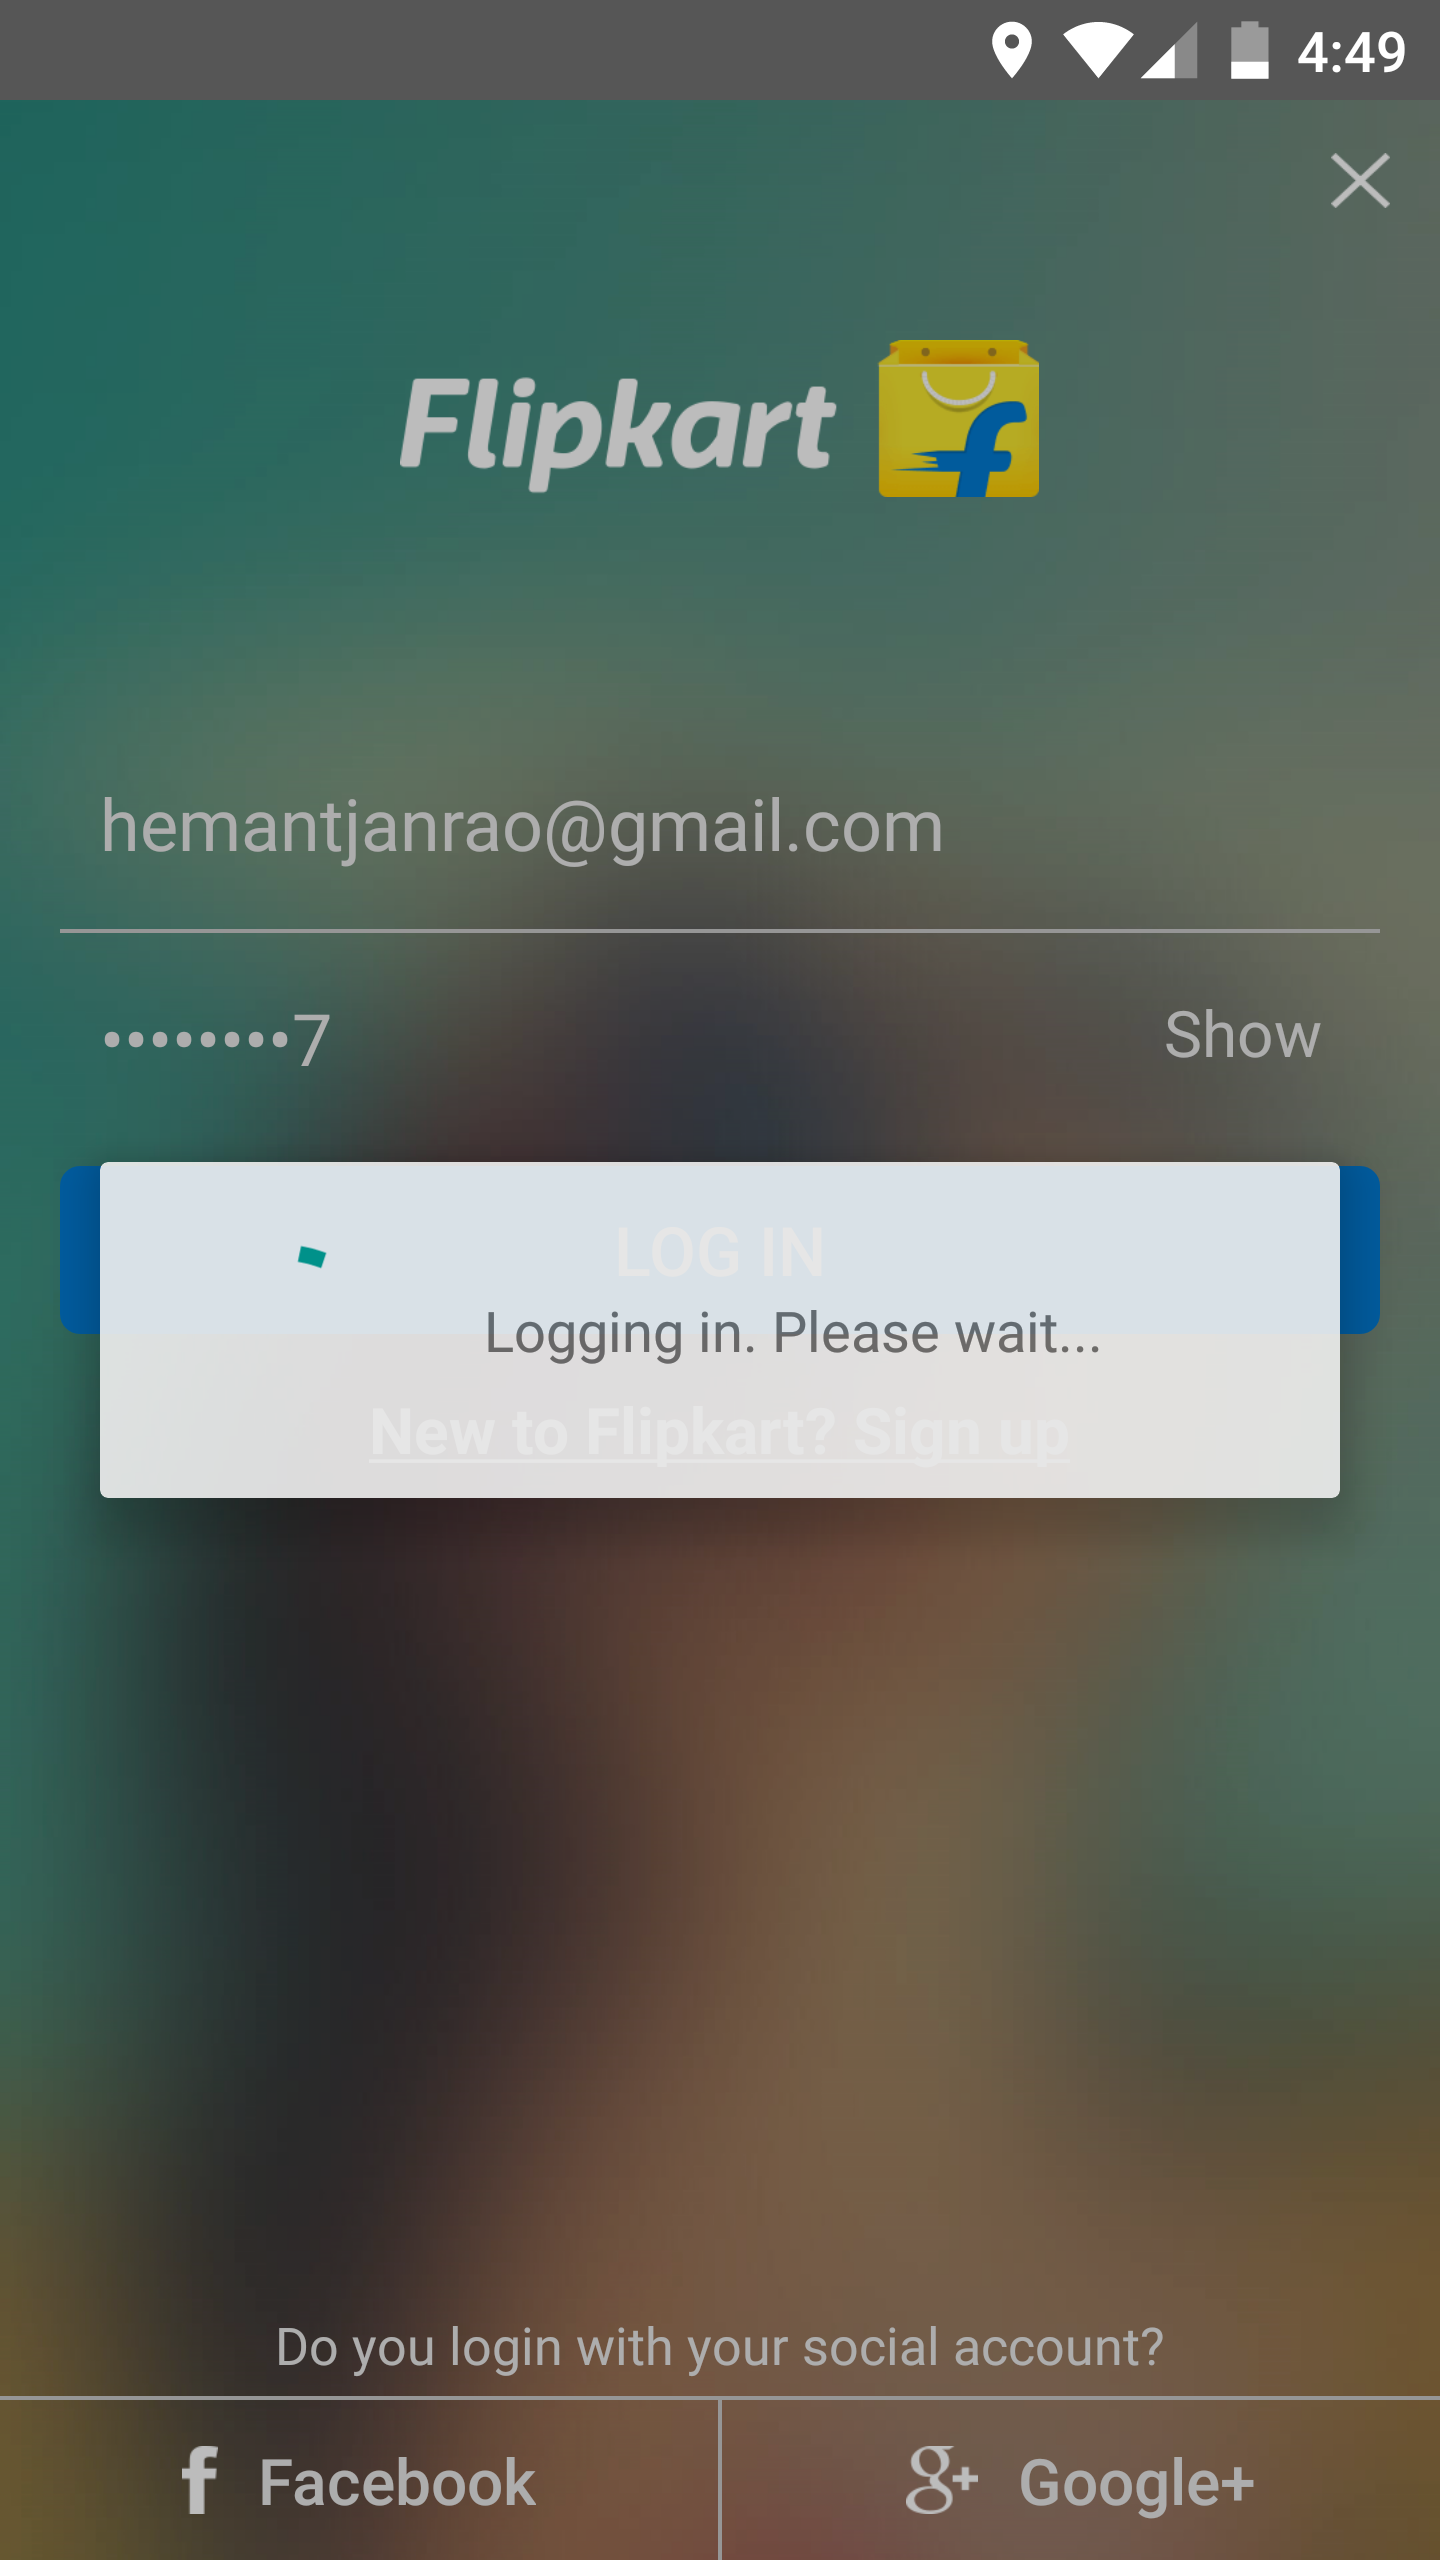 4:49
Flipkart
hemantjanrao@gmail.com
••••••••7 Show
LOG IN
Logging in. Please wait...
New to Flipkart? Sign up
Do you login with your social account?
f Facebook g+ Google+